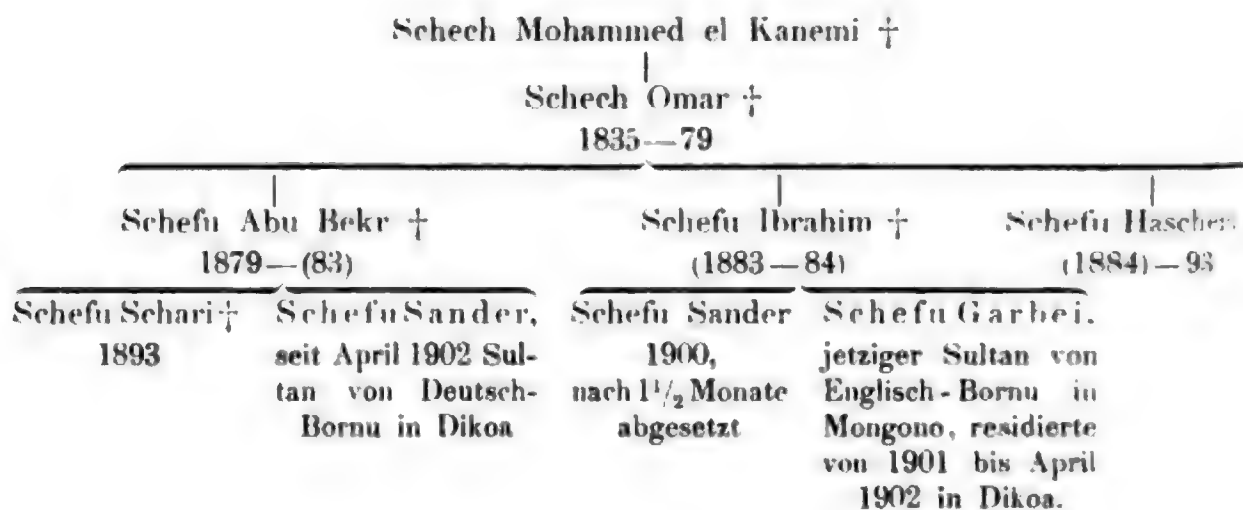 Schech Mohammed el Kanemi †
Schech Omar †
1835—79
Schefu Abu Bekr †
1879—(83)
Schefu Ibrahim †
(1883—84)
Schefu Haschem
(1884)—93
Schefu Schari †
1893
Schefu Sander,
seit April 1902 Sul-
tan von Deutsch-
Bornu in Dikoa
Schefu Sander
1900,
nach 1 1/2 Monate
abgesetzt
Schefu Garbei,
jetziger Sultan von
Englisch-Bornu in
Mongono, residierte
von 1901 bis April
1902 in Dikoa.